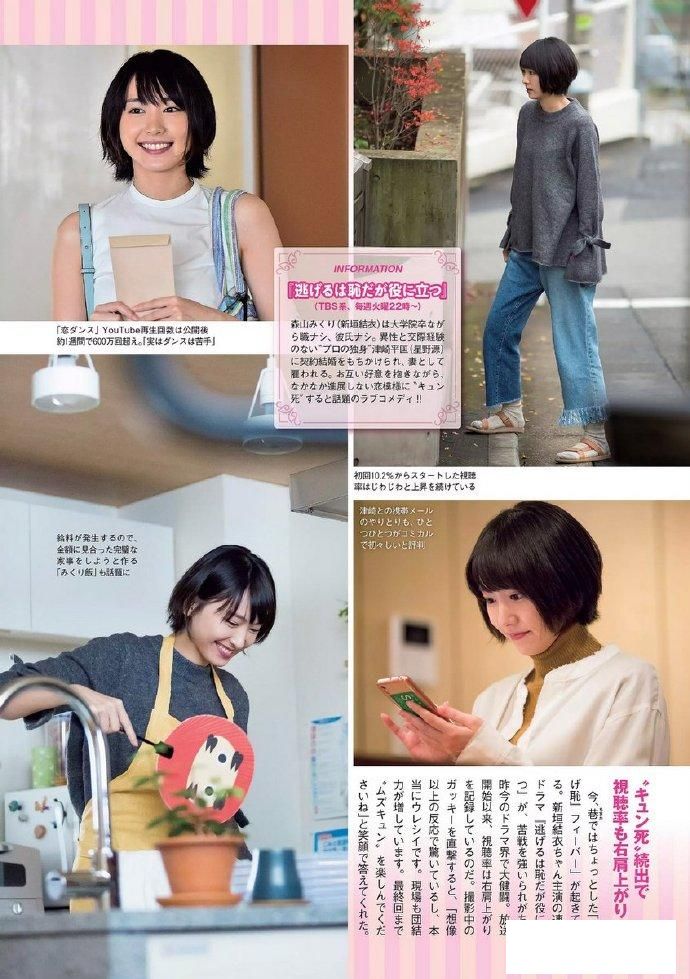 「恋ダンス」YouTube再生回数は公開後
約1週間で600万回超え。『実はダンスは苦手』
INFORMATION
『逃げるは恥だが役に立つ』
（TBS系、毎週火曜22時～）
森山みくり（新垣結衣）は大学院卒なが
ら職ナシ、彼氏ナシ。異性と交際経験
のない“プロの独身”津崎平匡（星野源）
に契約結婚をもちかけられ、妻として
雇われる。お互い好意を抱きながら、
なかなか進展しない恋模様に“キュン
死”すると話題のラブコメディ!!
初回10.2％からスタートした視聴
率はじわじわと上昇を続けている
給料が発生するので、
金額に見合った完璧な
家事をしようと作る
「みくり飯」も話題に
津崎との携帯メール
のやりとりも、ひと
つひとつがコミカル
で初々しいと評判
“キュン死”続出で
視聴率も右肩上がり
今、巷ではちょっとした「
げ恥」フィーバー」が起きて
る。新垣結衣ちゃん主演の連
ドラマ『逃げるは恥だが役に
つ』が、苦戦を強いられがち
昨今のドラマ界で大健闘。放送
開始以来、視聴率は右肩上がり
を記録しているのだ。撮影中の
ガッキーを直撃すると、「想像
以上の反応で驚いているし、本
当にウレシイです。現場も団結
力が増しています。最終回まで
〝ムズキュン〟を楽しんでくだ
さいね」と笑顔で答えてくれた。